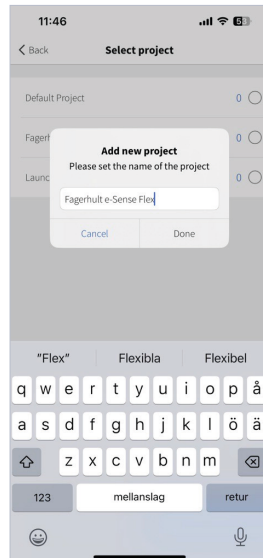 11:46
Back
Select project
Default Project
0
Fagerh
0
Launc
0
Add new project
Please set the name of the project
Fagerhult e-Sense Flex
Cancel
Done
"Flex"
Flexibla
Flexibel
q w e r t y u i o p å
a s d f g h j k l ö ä
z x c v b n m
123
mellanslag
retur